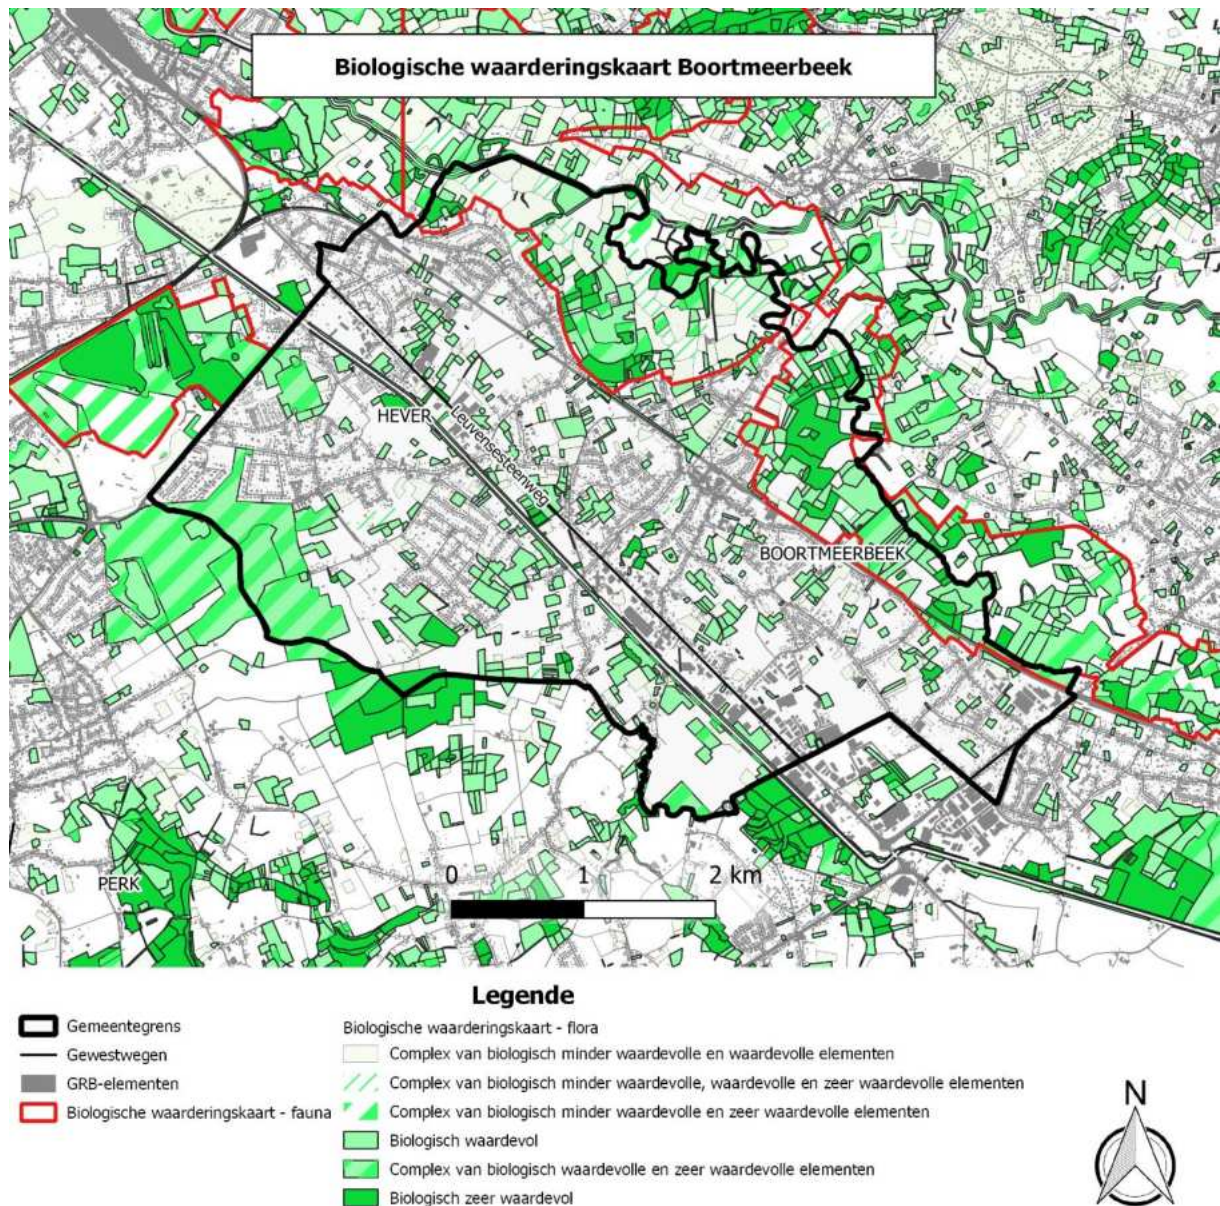 Biologische waarderingskaart Boortmeerbeek
HEVER
Leuvensesteenweg
BOORTMEERBEEK
PERK
0 1 2 km
Legende
Gemeentegrens
Gewestwegen
GRB-elementen
Biologische waarderingskaart - fauna
Biologische waarderingskaart - flora
Complex van biologisch minder waardevolle en waardevolle elementen
Complex van biologisch minder waardevolle, waardevolle en zeer waardevolle elementen
Complex van biologisch minder waardevolle en zeer waardevolle elementen
Biologisch waardevol
Complex van biologisch waardevolle en zeer waardevolle elementen
Biologisch zeer waardevol
N